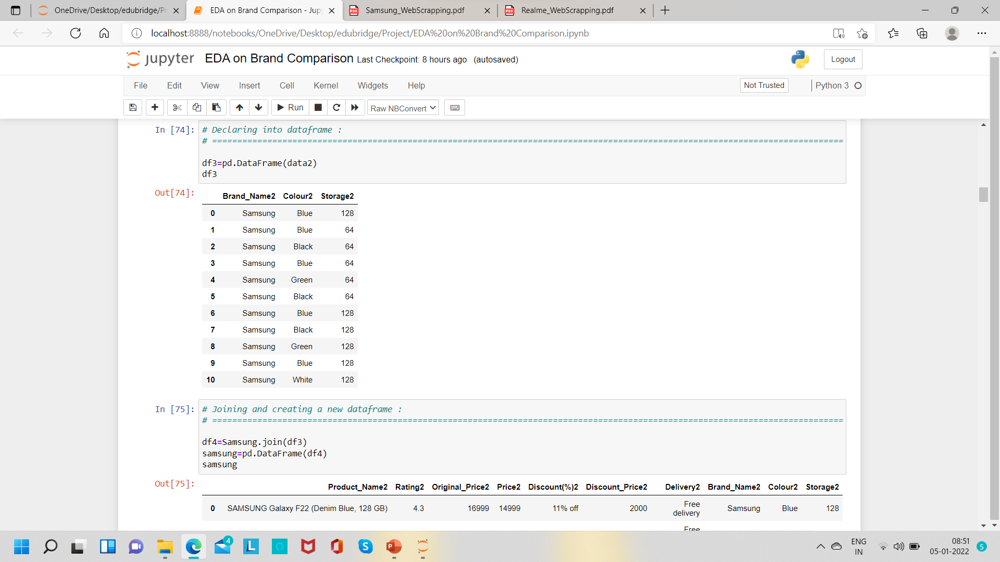 OneDrive/Desktop/edubridge/Pr
EDA on Brand Comparison - Jup
Samsung_WebScrapping.pdf
Realme_WebScrapping.pdf
localhost:8888/notebooks/OneDrive/Desktop/edubridge/Project/EDA%20on%20Brand%20Comparison.ipynb
jupyter EDA on Brand Comparison Last Checkpoint: 8 hours ago (autosaved)
Logout
File Edit View Insert Cell Kernel Widgets Help
Not Trusted
Python 3
Run
Raw NBConvert
In [74]: # Declaring into dataframe :
# ==============================================================================================================================
df3=pd.DataFrame(data2)
df3
Out[74]:
Brand_Name2 Colour2 Storage2
0 Samsung Blue 128
1 Samsung Blue 64
2 Samsung Black 64
3 Samsung Blue 64
4 Samsung Green 64
5 Samsung Black 64
6 Samsung Blue 128
7 Samsung Black 128
8 Samsung Green 128
9 Samsung Blue 128
10 Samsung White 128
In [75]: # Joining and creating a new dataframe :
# ==============================================================================================================================
df4=Samsung.join(df3)
samsung=pd.DataFrame(df4)
samsung
Out[75]:
Product_Name2 Rating2 Original_Price2 Price2 Discount(%)2 Discount_Price2 Delivery2 Brand_Name2 Colour2 Storage2
0 SAMSUNG Galaxy F22 (Denim Blue, 128 GB) 4.3 16999 14999 11% off 2000 Free delivery Samsung Blue 128
Free
4
ENG
IN
08:51
05-01-2022
5